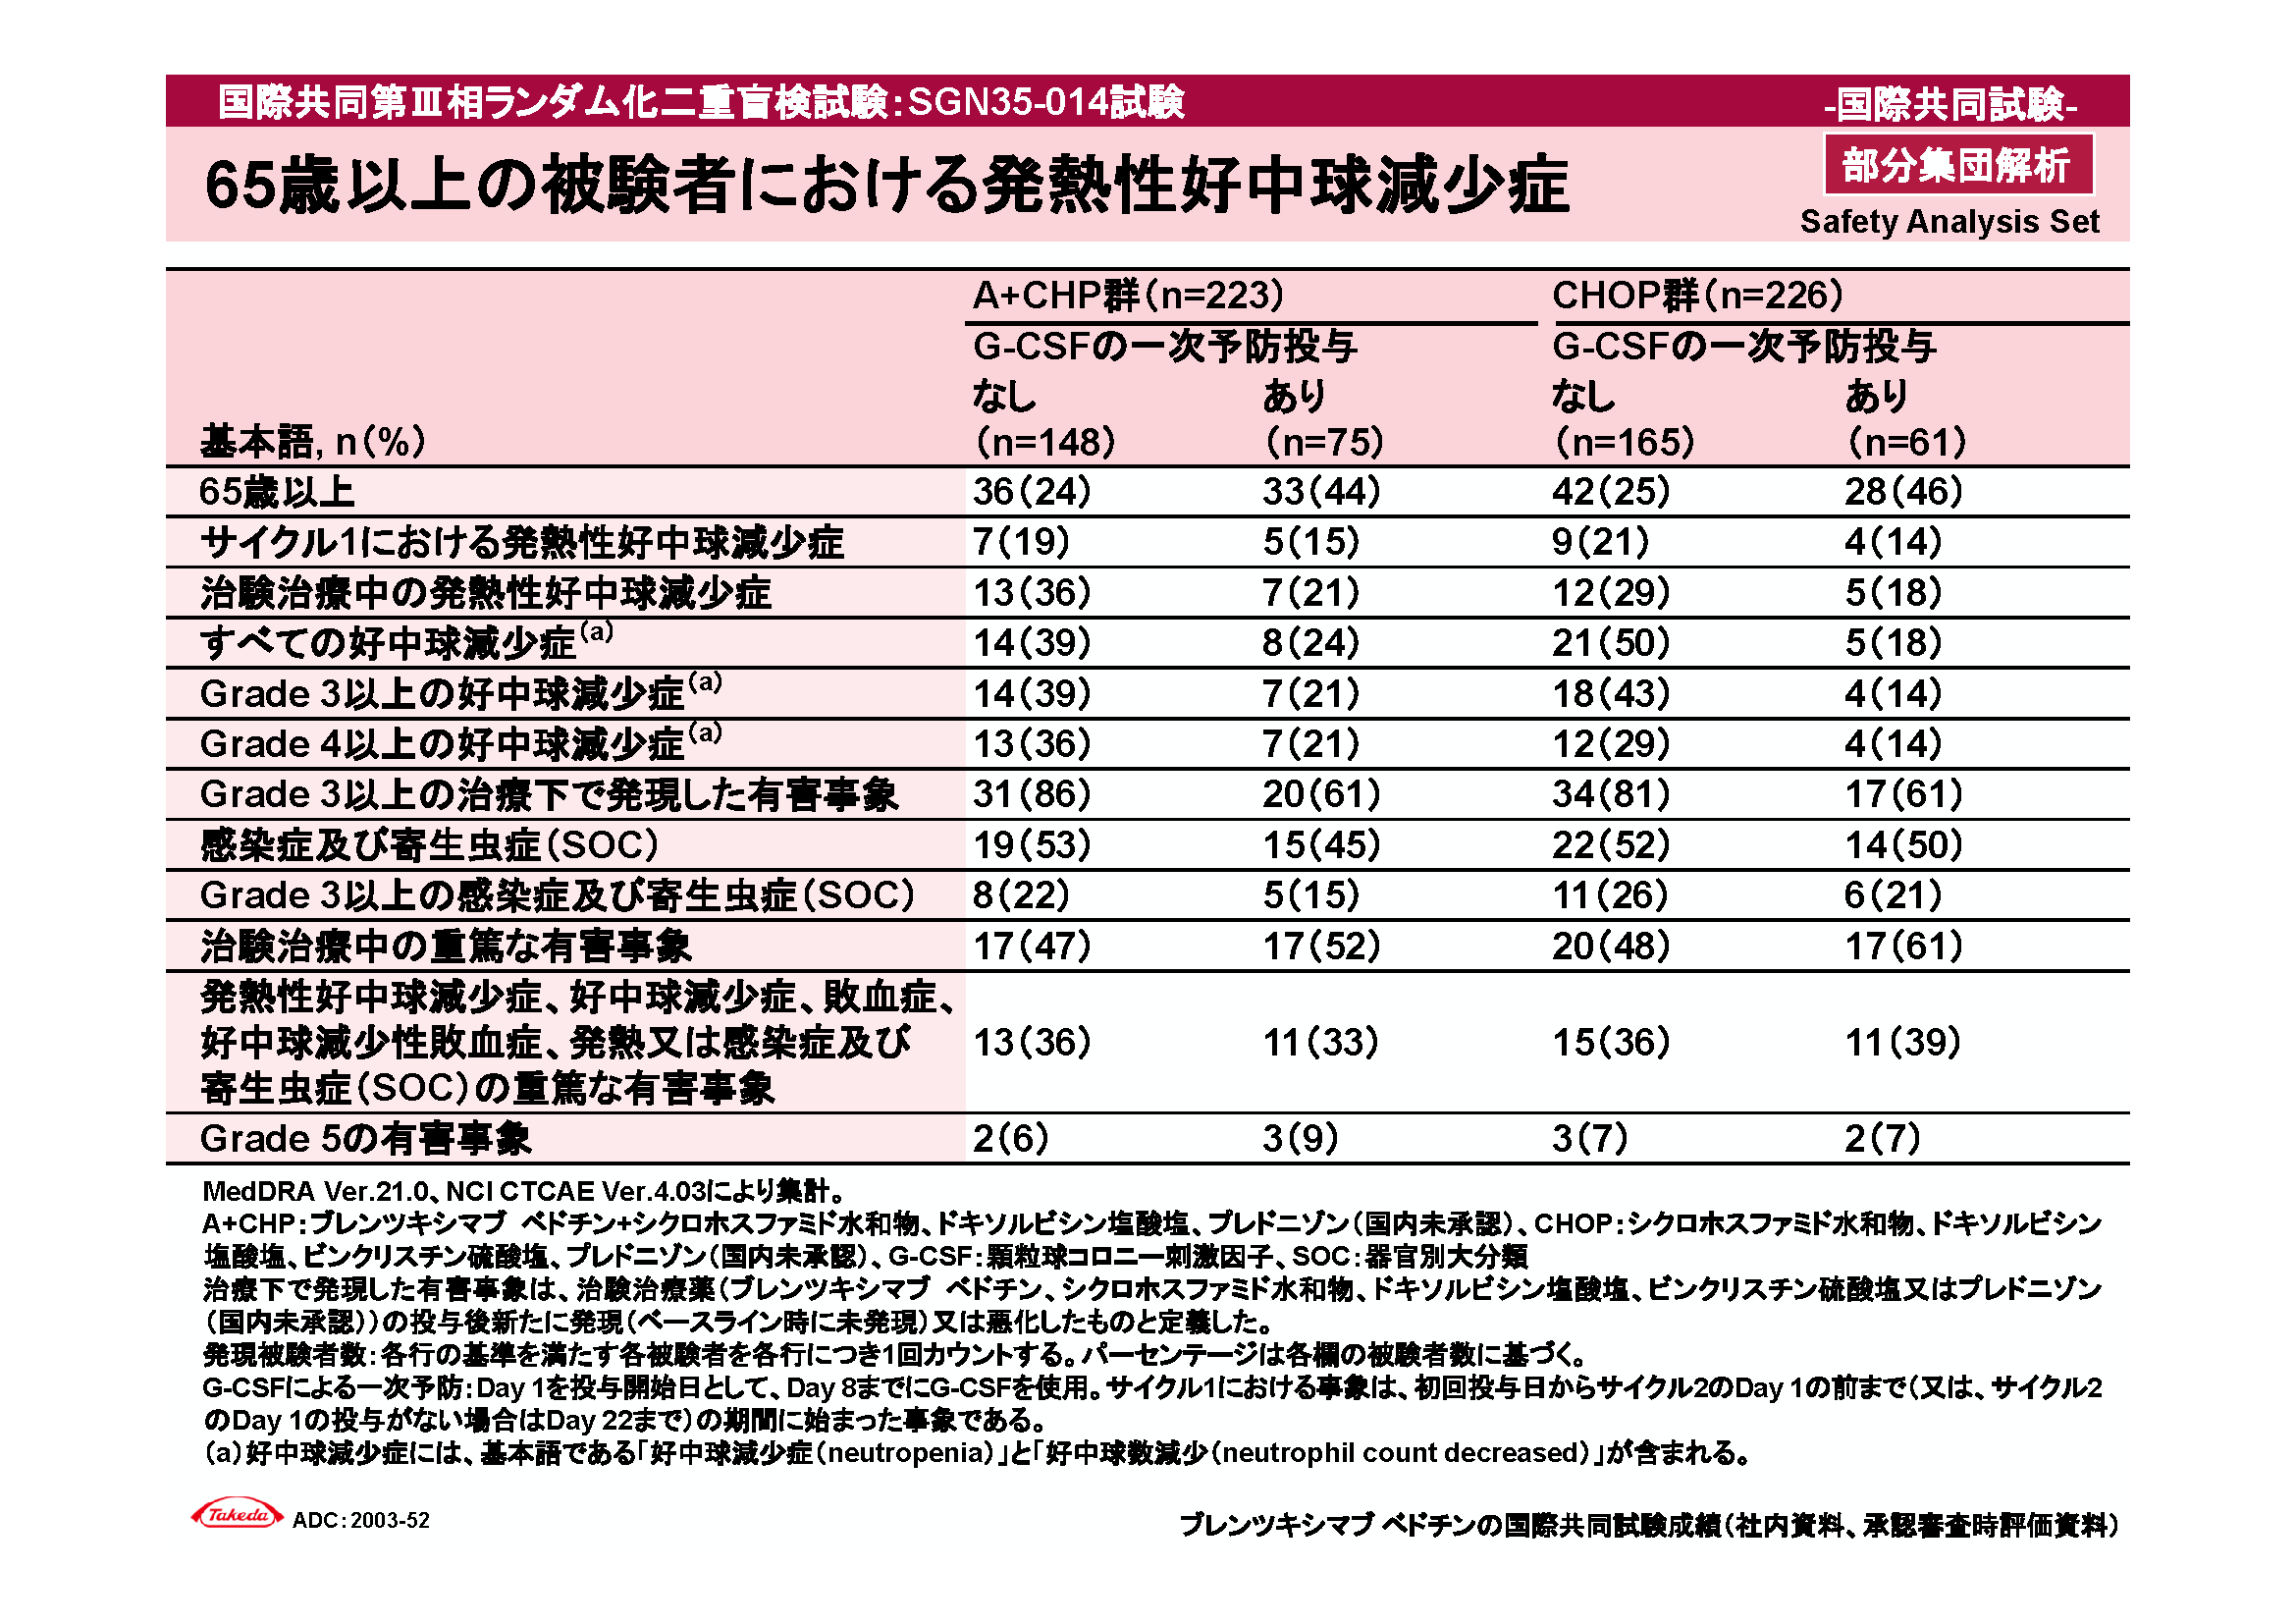 国際共同第Ⅲ相ランダム化二重盲検試験：SGN35-014試験
-国際共同試験-
65歳以上の被験者における発熱性好中球減少症
部分集団解析
Safety Analysis Set
A+CHP群（n=223） CHOP群（n=226）
G-CSFの一次予防投与 G-CSFの一次予防投与
なし あり なし あり
基本語, n（%） （n=148） （n=75） （n=165） （n=61）
65歳以上 36（24） 33（44） 42（25） 28（46）
サイクル1における発熱性好中球減少症 7（19） 5（15） 9（21） 4（14）
治験治療中の発熱性好中球減少症 13（36） 7（21） 12（29） 5（18）
すべての好中球減少症（a） 14（39） 8（24） 21（50） 5（18）
Grade 3以上の好中球減少症（a） 14（39） 7（21） 18（43） 4（14）
Grade 4以上の好中球減少症（a） 13（36） 7（21） 12（29） 4（14）
Grade 3以上の治療下で発現した有害事象 31（86） 20（61） 34（81） 17（61）
感染症及び寄生虫症（SOC） 19（53） 15（45） 22（52） 14（50）
Grade 3以上の感染症及び寄生虫症（SOC） 8（22） 5（15） 11（26） 6（21）
治験治療中の重篤な有害事象 17（47） 17（52） 20（48） 17（61）
発熱性好中球減少症、好中球減少症、敗血症、
好中球減少性敗血症、発熱又は感染症及び 13（36） 11（33） 15（36） 11（39）
寄生虫症（SOC）の重篤な有害事象
Grade 5の有害事象 2（6） 3（9） 3（7） 2（7）
MedDRA Ver.21.0、NCI CTCAE Ver.4.03により集計。
A+CHP：ブレンツキシマブ ベドチン+シクロホスファミド水和物、ドキソルビシン塩酸塩、プレドニゾン（国内未承認）、CHOP：シクロホスファミド水和物、ドキソルビシン
塩酸塩、ビンクリスチン硫酸塩、プレドニゾン（国内未承認）、G-CSF：顆粒球コロニー刺激因子、SOC：器官別大分類
治療下で発現した有害事象は、治験治療薬（ブレンツキシマブ ベドチン、シクロホスファミド水和物、ドキソルビシン塩酸塩、ビンクリスチン硫酸塩又はプレドニゾン
（国内未承認））の投与後新たに発現（ベースライン時に未発現）又は悪化したものと定義した。
発現被験者数：各行の基準を満たす各被験者を各行につき1回カウントする。パーセンテージは各欄の被験者数に基づく。
G-CSFによる一次予防：Day 1を投与開始日として、Day 8までにG-CSFを使用。サイクル1における事象は、初回投与日からサイクル2のDay 1の前まで（又は、サイクル2
のDay 1の投与がない場合はDay 22まで）の期間に始まった事象である。
（a）好中球減少症には、基本語である「好中球減少症（neutropenia）」と「好中球数減少（neutrophil count decreased）」が含まれる。
Takeda ADC：2003-52
ブレンツキシマブ ベドチンの国際共同試験成績（社内資料、承認審査時評価資料）